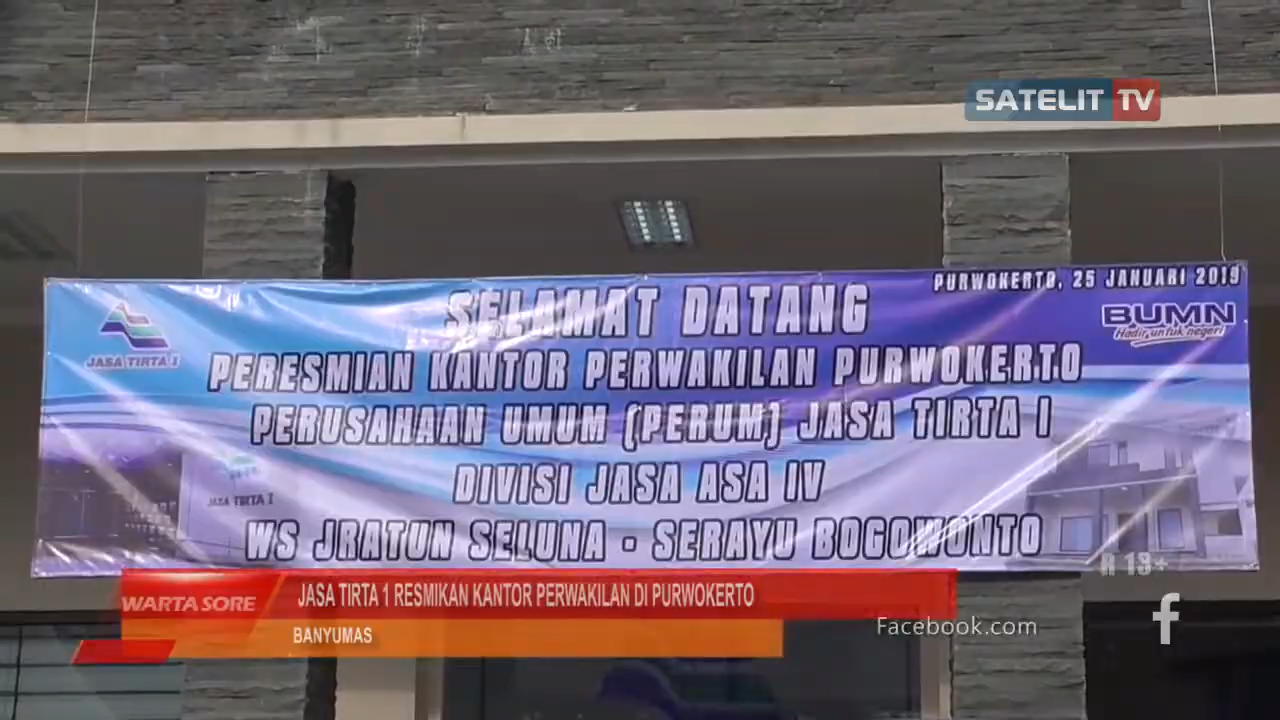 SATELIT TV
PURWOKERTO, 25 JANUARI 2019
SELAMAT DATANG
BUMN
Hadir untuk negeri
JASA TIRTA I
PERESMIAN KANTOR PERWAKILAN PURWOKERTO
PERUSAHAAN UMUM (PERUM) JASA TIRTA I
DIVISI JASA ASA IV
JASA TIRTA I
WS JRATUN SELUNA - SERAYU BOGOWONTO
R 13+
WARTA SORE
JASA TIRTA 1 RESMIKAN KANTOR PERWAKILAN DI PURWOKERTO
BANYUMAS
Facebook.com